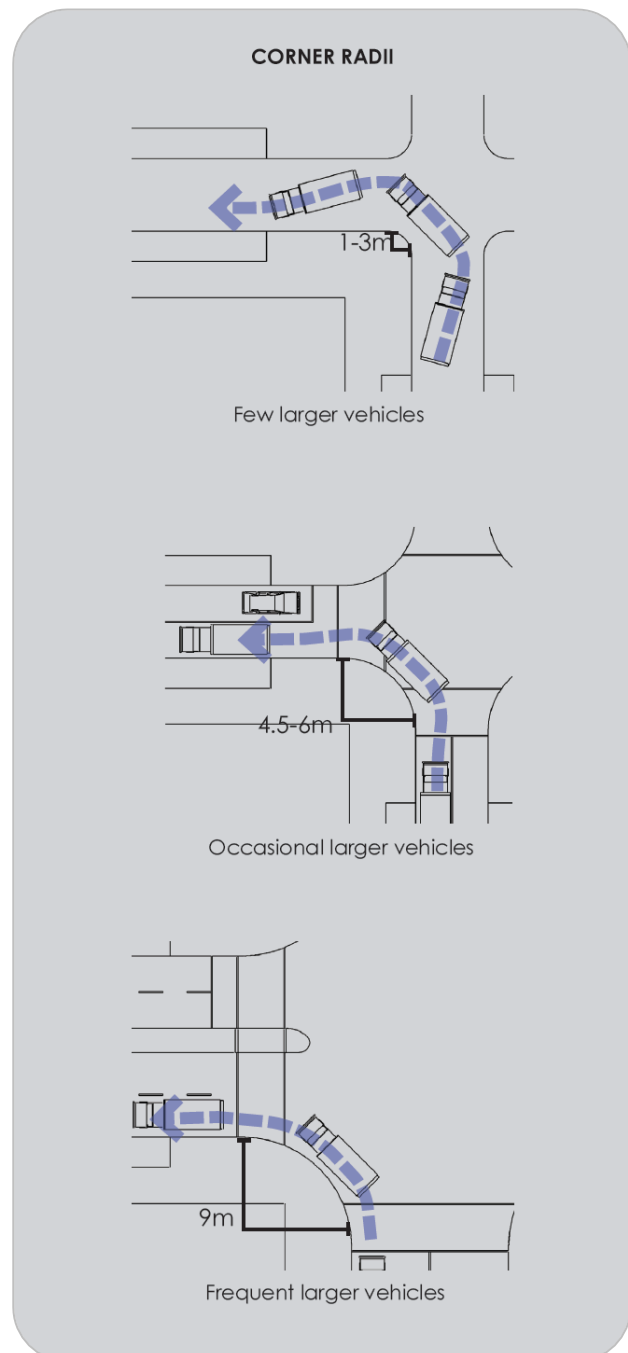 CORNER RADII
1-3m
Few larger vehicles
4.5-6m
Occasional larger vehicles
9m
Frequent larger vehicles